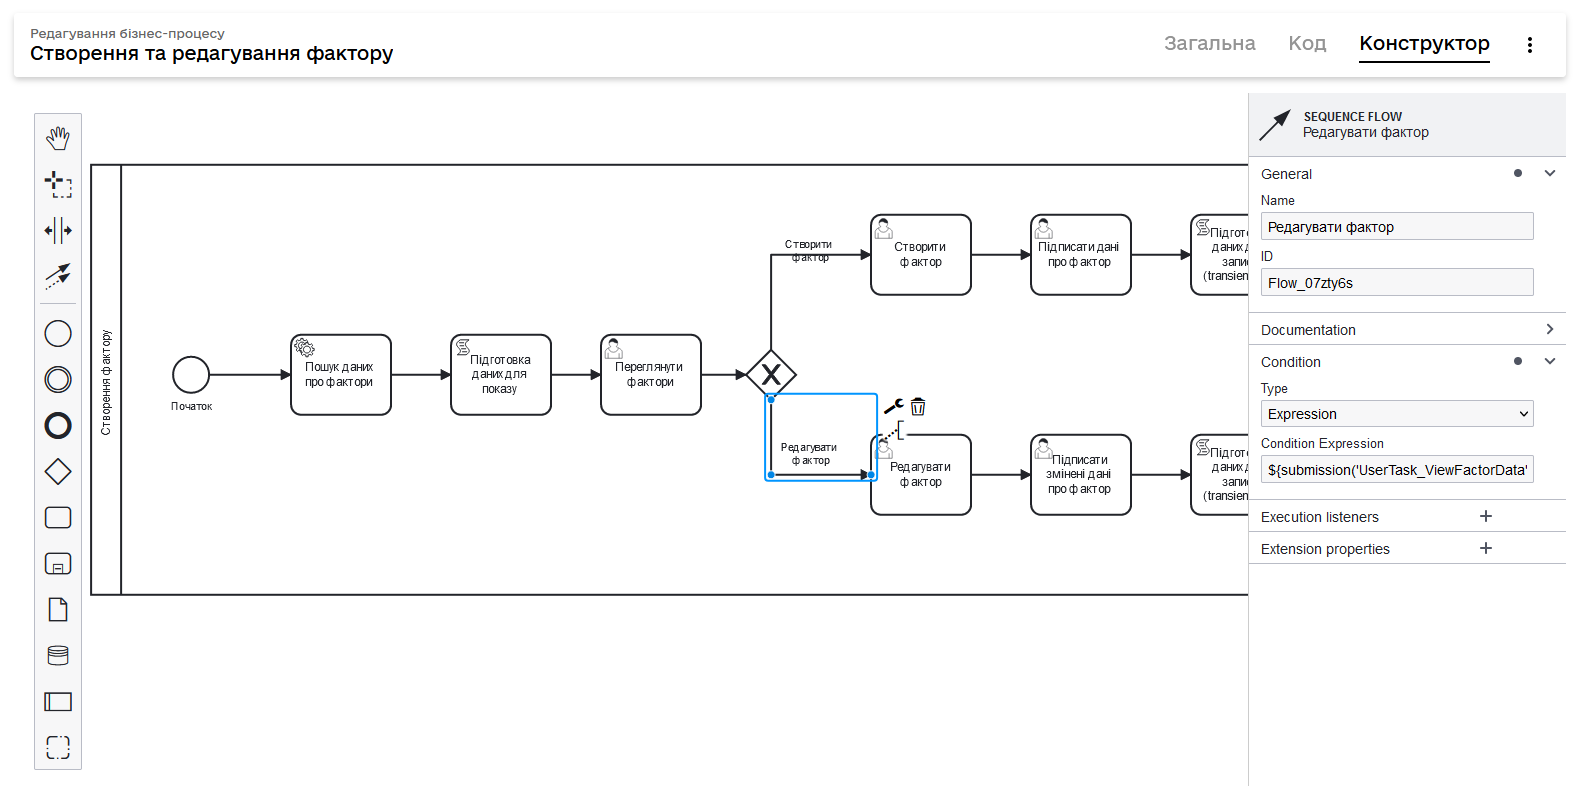 Редагування бізнес-процесу
Створення та редагування фактору
Загальна
Код
Конструктор
SEQUENCE FLOW
Редагувати фактор
General
Name
Редагувати фактор
ID
Flow_07zty6s
Documentation
Condition
Type
Expression
Condition Expression
${submission('UserTask_ViewFactorData'
Execution listeners
Extension properties
Створення фактору
Початок
Пошук даних
про фактори
Підготовка
даних для
показу
Переглянути
фактори
X
Створити
фактор
Створити
фактор
Підписати дані
про фактор
Підгот
даних д
запи
(transien
Редагувати
фактор
Редагувати
фактор
Підписати
змінені дані
про фактор
Підгот
даних д
запи
(transien